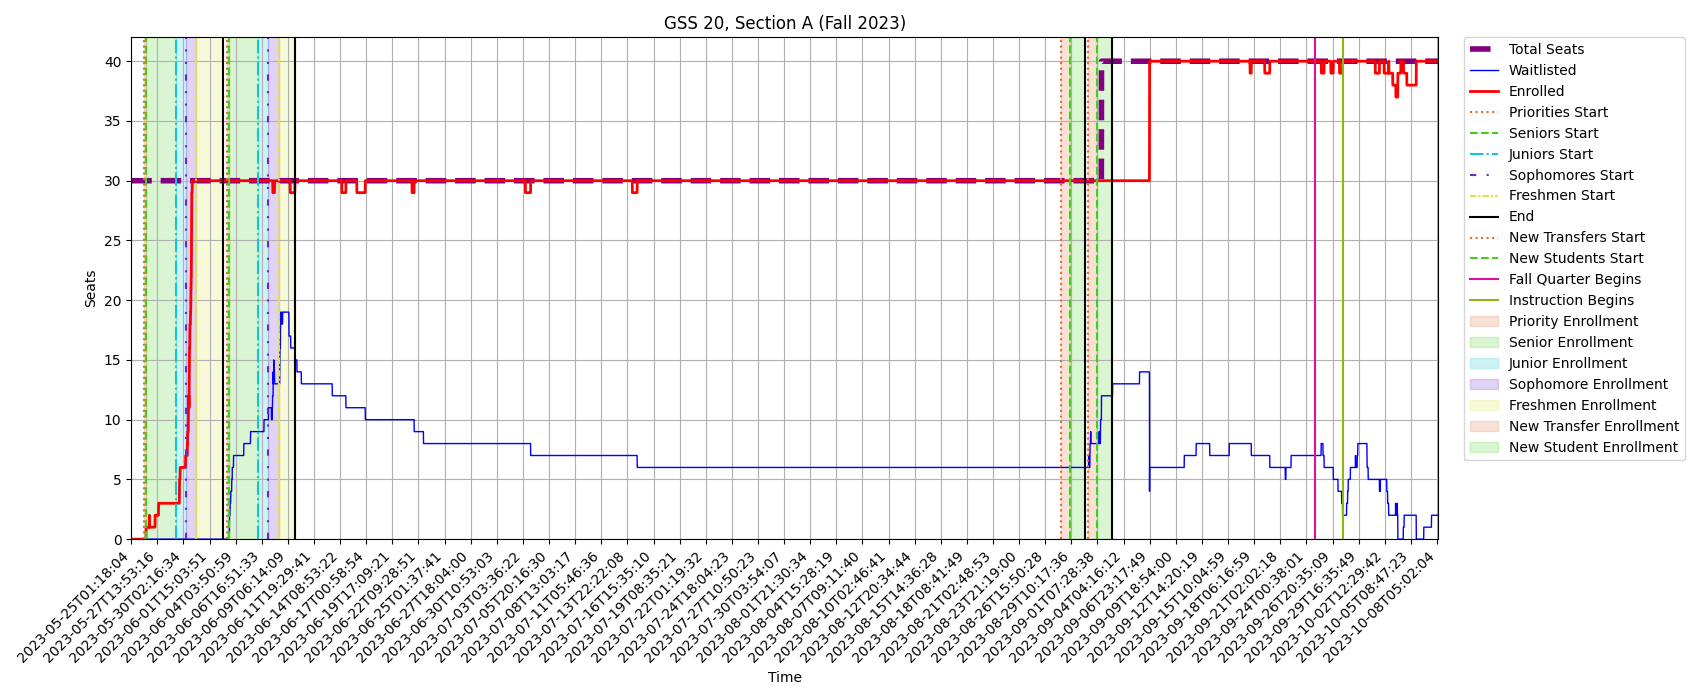 GSS 20, Section A (Fall 2023)
Seats
40
35
30
25
20
15
10
5
0
2023-05-25T01:18:04
2023-05-27T13:53:16
2023-05-30T02:16:34
2023-06-01T15:03:51
2023-06-04T03:50:59
2023-06-06T16:51:33
2023-06-09T06:14:09
2023-06-11T19:29:41
2023-06-14T08:53:22
2023-06-17T00:58:54
2023-06-19T17:09:21
2023-06-22T09:28:51
2023-06-25T01:37:41
2023-06-27T18:04:00
2023-06-30T10:53:03
2023-07-03T03:36:22
2023-07-05T20:16:30
2023-07-08T13:03:17
2023-07-11T05:46:36
2023-07-13T22:22:08
2023-07-16T15:35:10
2023-07-19T08:35:21
2023-07-22T01:19:32
2023-07-24T18:04:23
2023-07-27T10:50:23
2023-07-30T03:54:07
2023-08-01T21:30:34
2023-08-04T15:28:19
2023-08-07T09:11:40
2023-08-10T02:46:41
2023-08-12T20:34:44
2023-08-15T14:36:28
2023-08-18T08:41:49
2023-08-21T02:48:53
2023-08-23T21:19:00
2023-08-26T15:50:28
2023-08-29T10:17:36
2023-09-01T07:28:38
2023-09-04T04:16:12
2023-09-06T23:17:49
2023-09-09T18:54:00
2023-09-12T14:20:19
2023-09-15T10:04:59
2023-09-18T06:16:59
2023-09-21T02:02:18
2023-09-24T00:38:01
2023-09-26T20:35:09
2023-09-29T16:35:49
2023-10-02T12:29:42
2023-10-05T08:47:23
2023-10-08T05:02:04
Time
Total Seats
Waitlisted
Enrolled
Priorities Start
Seniors Start
Juniors Start
Sophomores Start
Freshmen Start
End
New Transfers Start
New Students Start
Fall Quarter Begins
Instruction Begins
Priority Enrollment
Senior Enrollment
Junior Enrollment
Sophomore Enrollment
Freshmen Enrollment
New Transfer Enrollment
New Student Enrollment